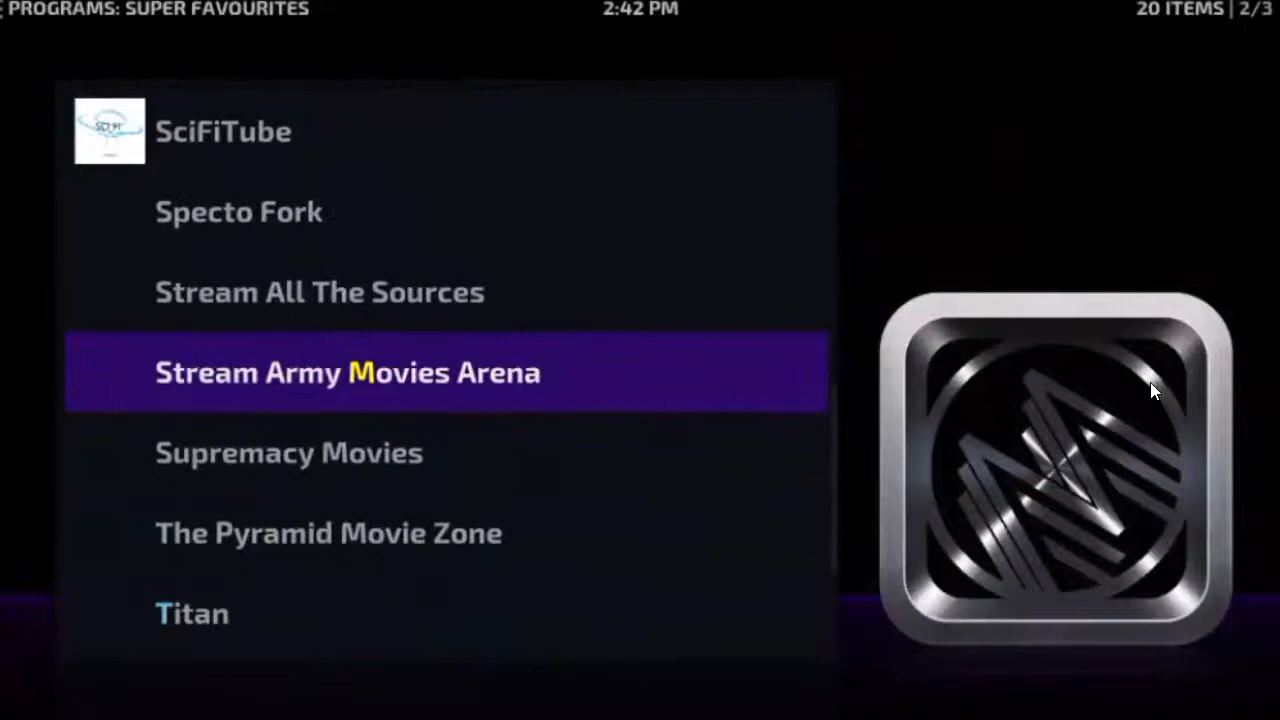 PROGRAMS: SUPER FAVOURITES
2:42 PM
20 ITEMS | 2/3
SciFiTube
Specto Fork
Stream All The Sources
Stream Army Movies Arena
Supremacy Movies
The Pyramid Movie Zone
Titan